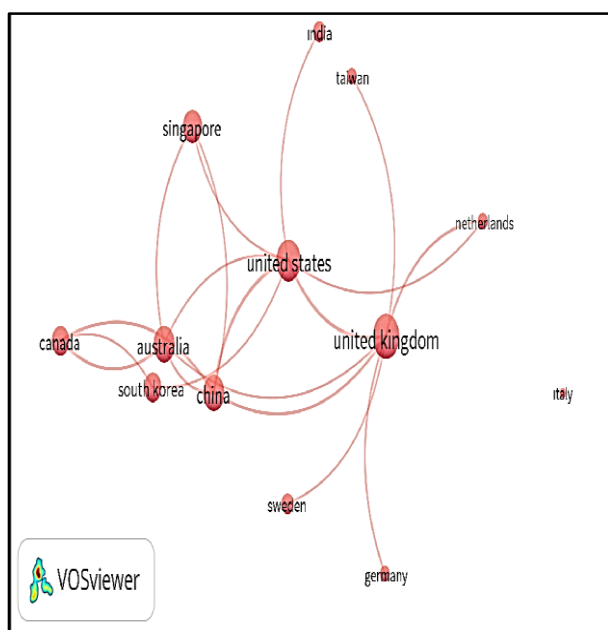 india
taiwan
singapore
netherlands
united states
united kingdom
canada
australia
south korea
china
italy
sweden
germany
VOSviewer